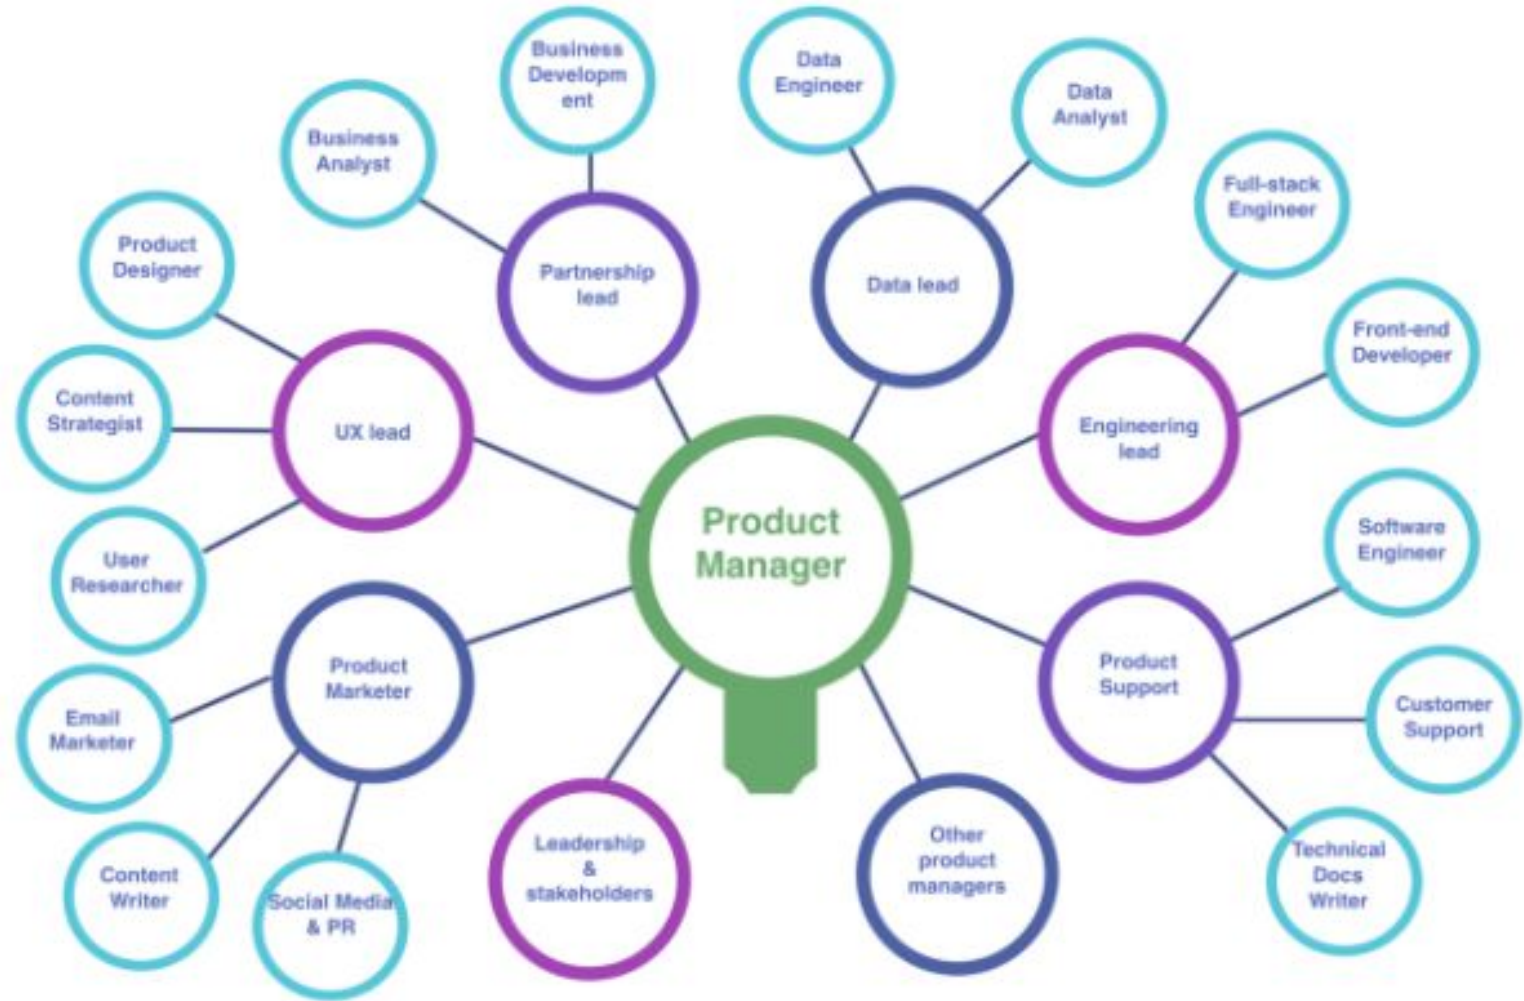 Business
Developm
ent
Data
Engineer
Data
Analyst
Business
Analyst
Full-stack
Engineer
Product
Designer
Partnership
lead
Data lead
Front-end
Developer
Content
Strategist
UX lead
Engineering
lead
Product
Manager
Software
Engineer
User
Researcher
Product
Marketer
Product
Support
Email
Marketer
Customer
Support
Content
Writer
Social Media
& PR
Leadership
&
stakeholders
Other
product
managers
Technical
Docs
Writer